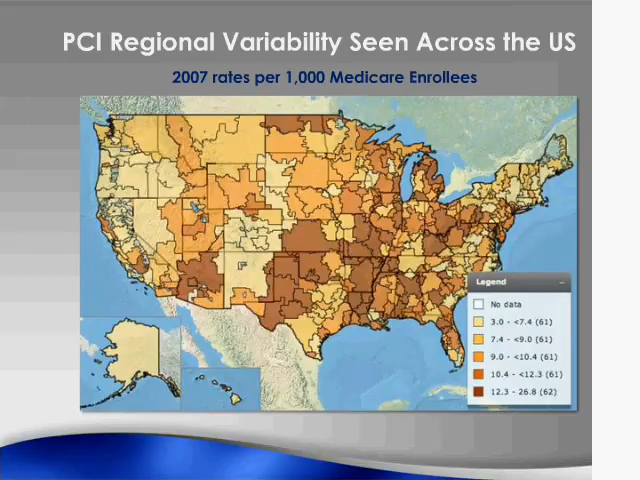 PCI Regional Variability Seen Across the US
2007 rates per 1,000 Medicare Enrollees
Legend
No data
3.0 - <7.4 (61)
7.4 - <9.0 (61)
9.0 - <10.4 (61)
10.4 - <12.3 (61)
12.3 - 26.8 (62)